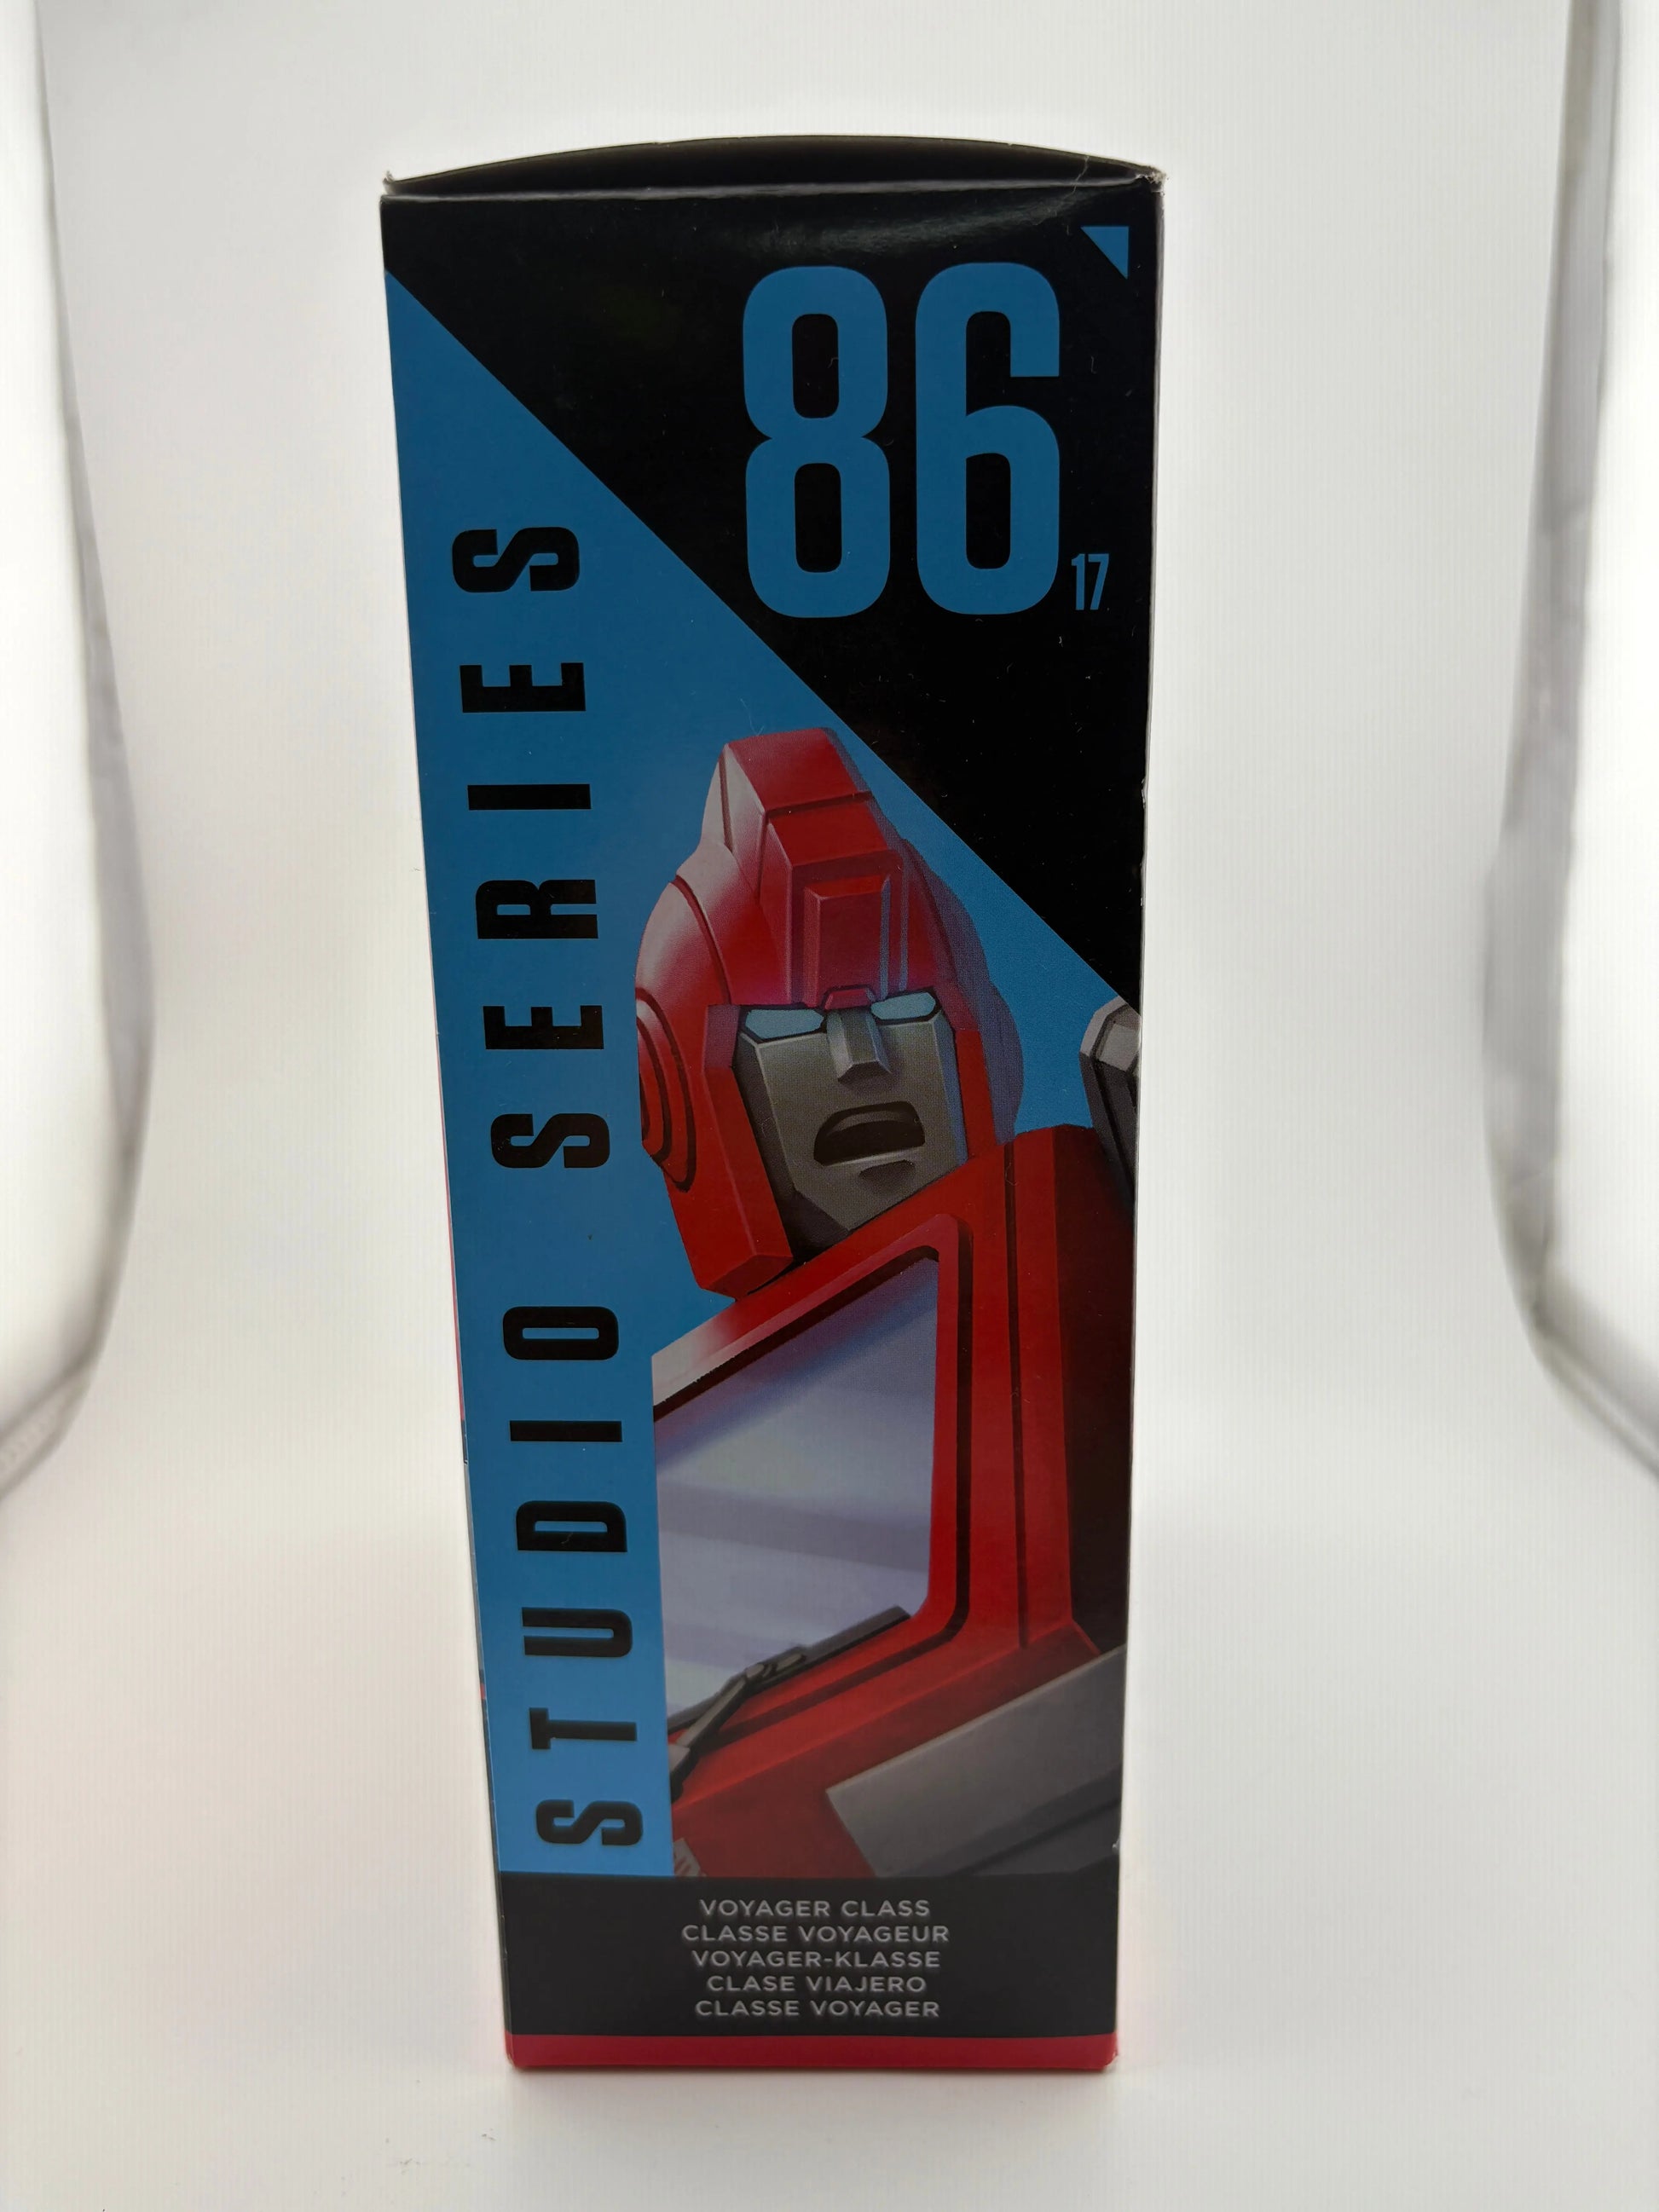 86
17
STUDIO SERIES
VOYAGER CLASS
CLASSE VOYAGEUR
VOYAGER-KLASSE
CLASE VIAJERO
CLASSE VOYAGER